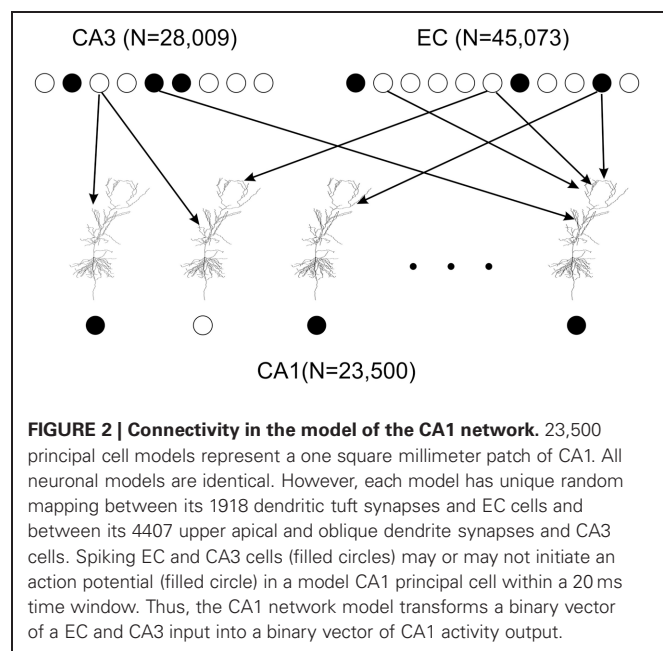 CA3 (N=28,009) EC (N=45,073)
CA1(N=23,500)
FIGURE 2 | Connectivity in the model of the CA1 network. 23,500
principal cell models represent a one square millimeter patch of CA1. All
neuronal models are identical. However, each model has unique random
mapping between its 1918 dendritic tuft synapses and EC cells and
between its 4407 upper apical and oblique dendrite synapses and CA3
cells. Spiking EC and CA3 cells (filled circles) may or may not initiate an
action potential (filled circle) in a model CA1 principal cell within a 20 ms
time window. Thus, the CA1 network model transforms a binary vector
of a EC and CA3 input into a binary vector of CA1 activity output.